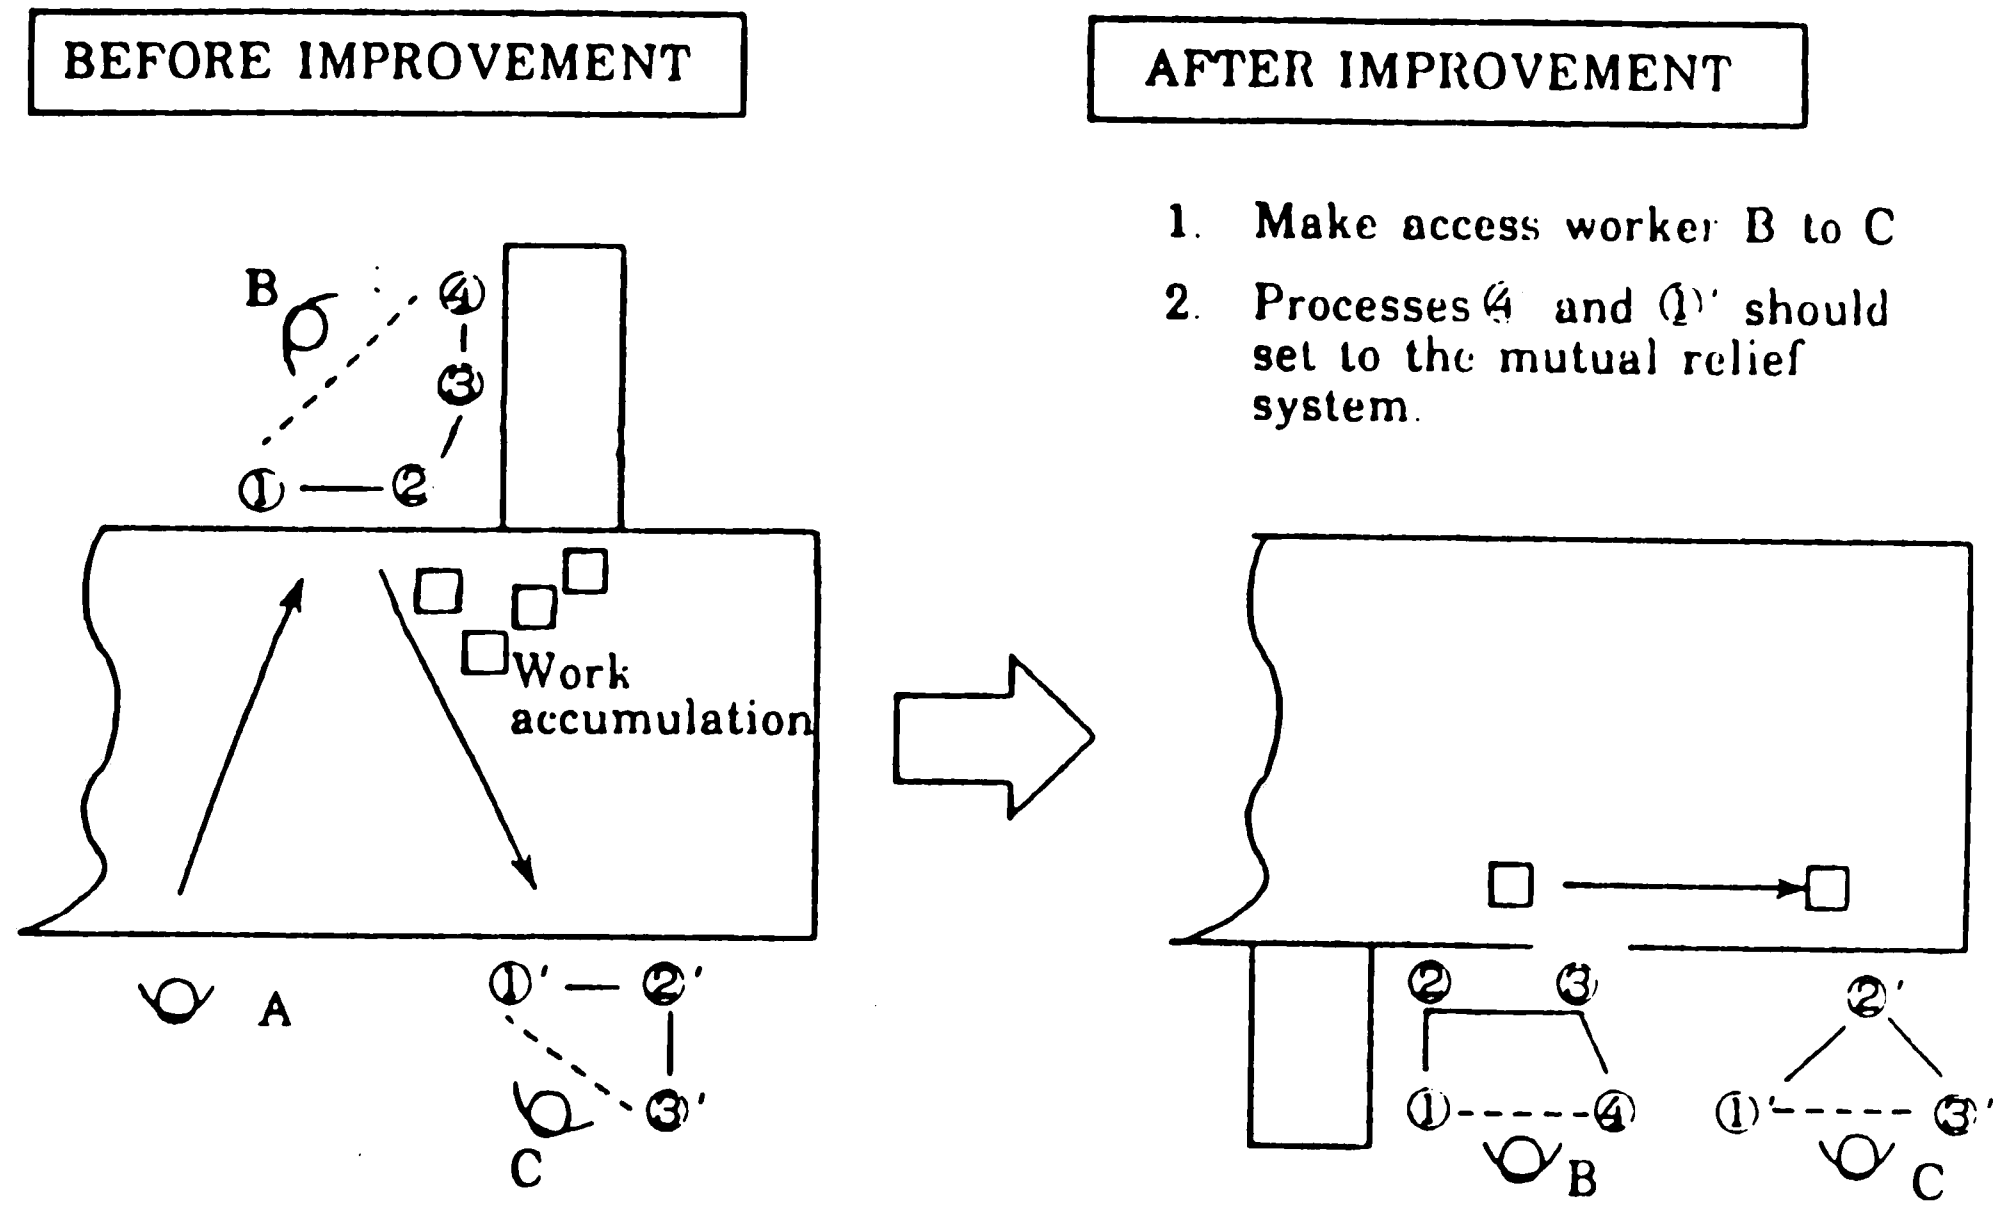 BEFORE IMPROVEMENT
AFTER IMPROVEMENT
1. Make access worker B to C
2. Processes ④ and ①' should
set to the mutual relief
system.
B
④
③
① ②
Work
accumulation
A
①' ②'
③'
C
② ③
②'
① ④
①' ③'
B
C